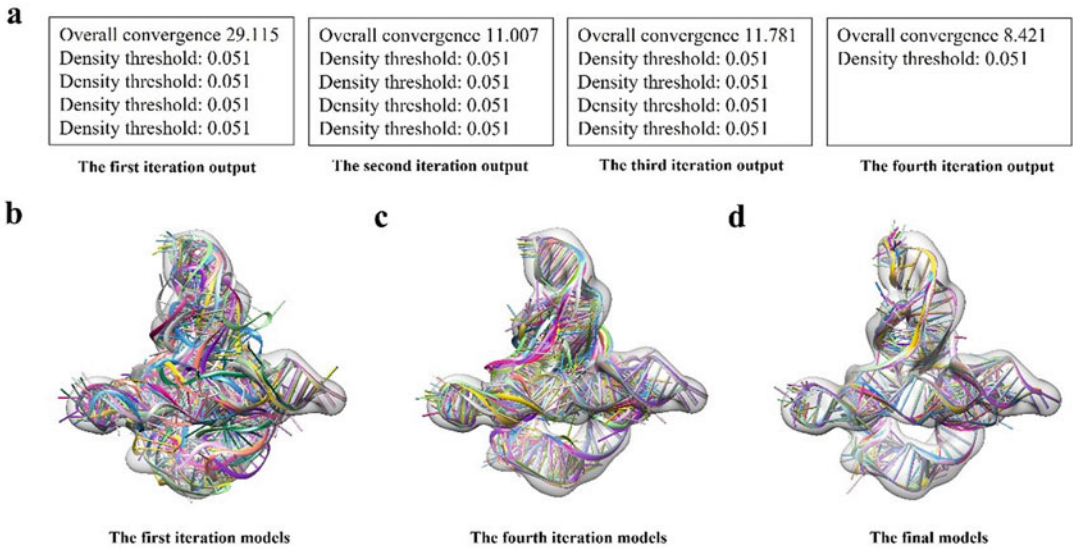 a
Overall convergence 29.115
Density threshold: 0.051
Density threshold: 0.051
Density threshold: 0.051
Density threshold: 0.051
The first iteration output
Overall convergence 11.007
Density threshold: 0.051
Density threshold: 0.051
Density threshold: 0.051
Density threshold: 0.051
The second iteration output
Overall convergence 11.781
Density threshold: 0.051
Density threshold: 0.051
Density threshold: 0.051
Density threshold: 0.051
The third iteration output
Overall convergence 8.421
Density threshold: 0.051
The fourth iteration output
b
The first iteration models
c
The fourth iteration models
d
The final models